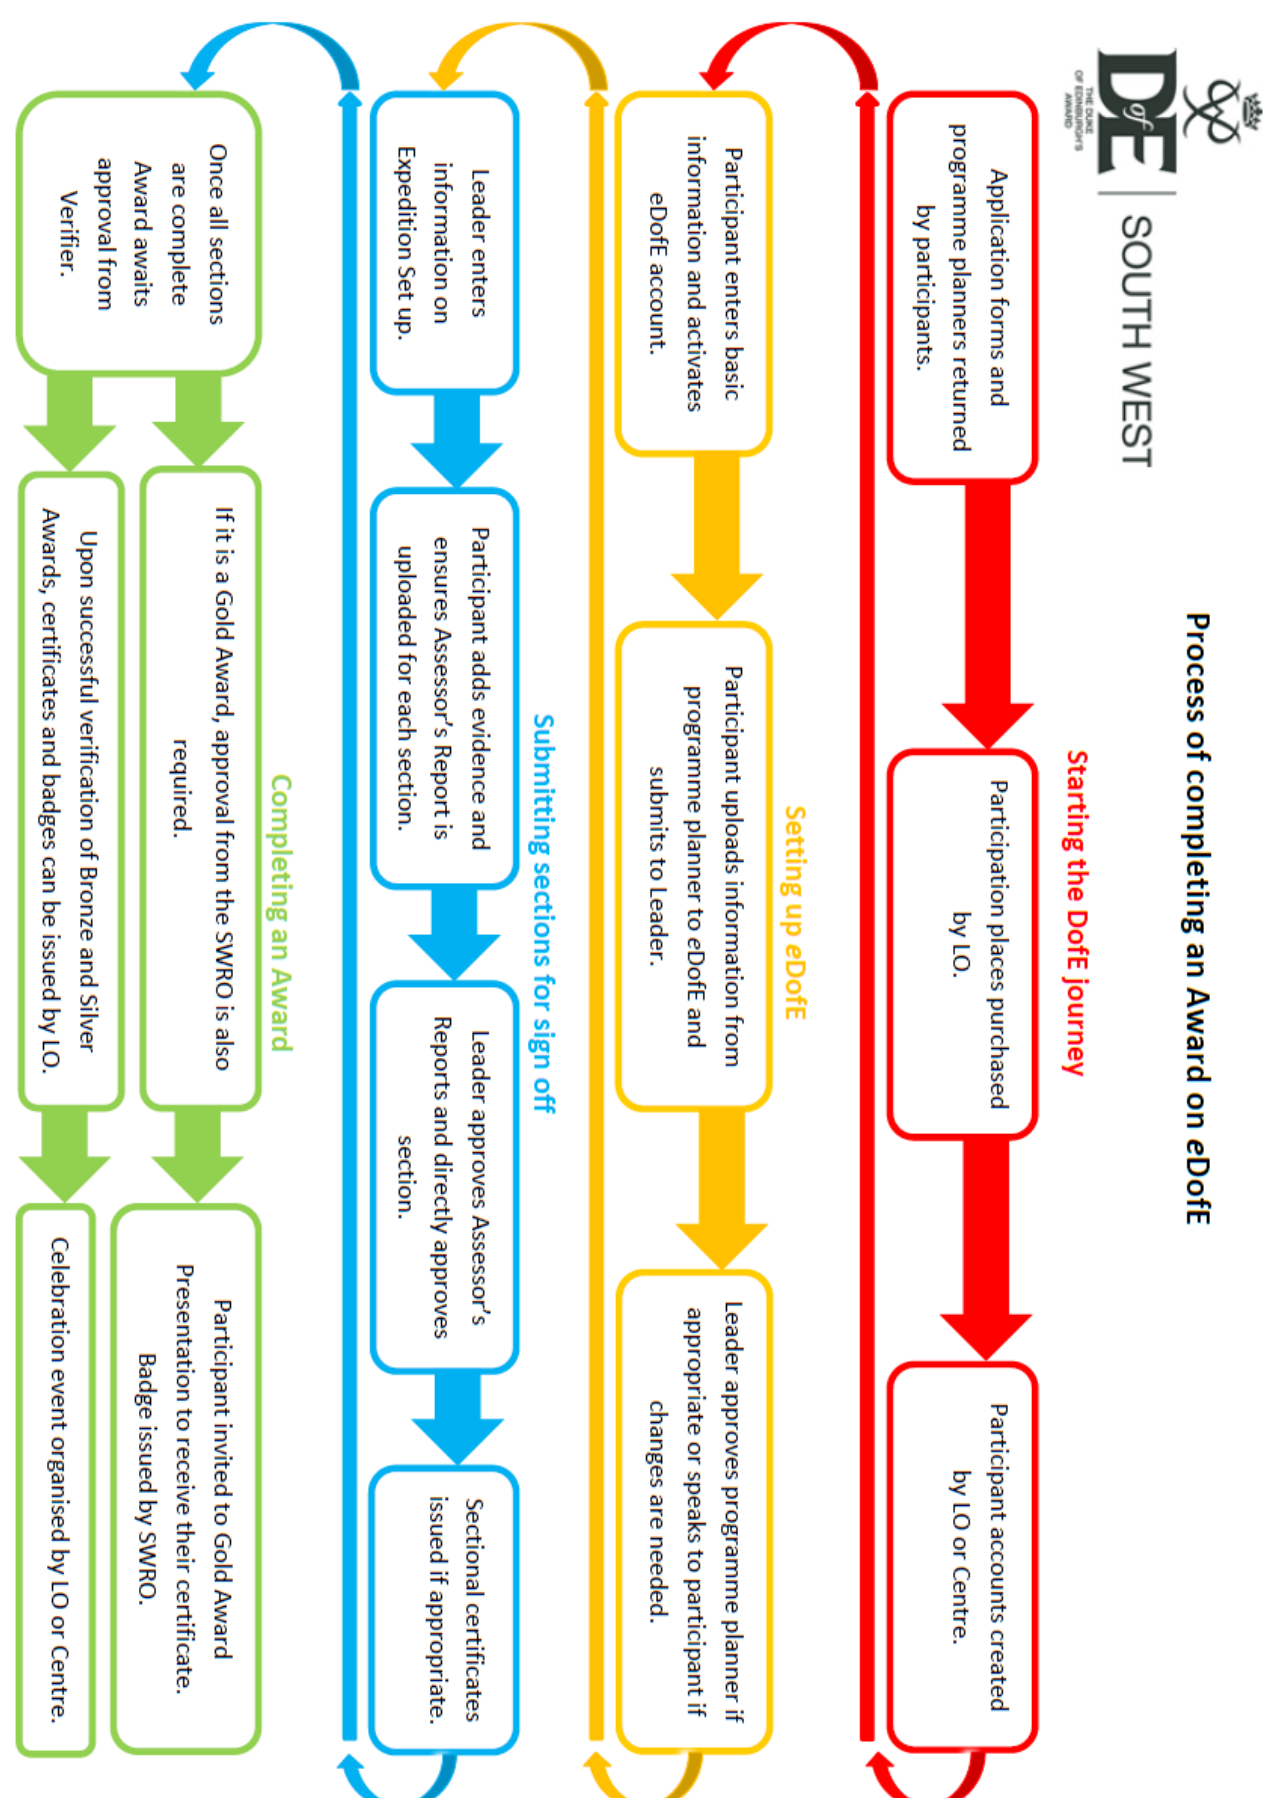 DofE
THE DUKE
OF EDINBURGH'S
AWARD
SOUTH WEST
Process of completing an Award on eDofE
Starting the DofE journey
Application forms and
programme planners returned
by participants.
Participation places purchased
by LO.
Participant accounts created
by LO or Centre.
Setting up eDofE
Participant enters basic
information and activates
eDofE account.
Participant uploads information from
programme planner to eDofE and
submits to Leader.
Leader approves programme planner if
appropriate or speaks to participant if
changes are needed.
Submitting sections for sign off
Leader enters
information on
Expedition Set up.
Participant adds evidence and
ensures Assessor's Report is
uploaded for each section.
Leader approves Assessor's
Reports and directly approves
section.
Sectional certificates
issued if appropriate.
Completing an Award
Once all sections
are complete
Award awaits
approval from
Verifier.
If it is a Gold Award, approval from the SWRO is also
required.
Participant invited to Gold Award
Presentation to receive their certificate.
Badge issued by SWRO.
Upon successful verification of Bronze and Silver
Awards, certificates and badges can be issued by LO.
Celebration event organised by LO or Centre.